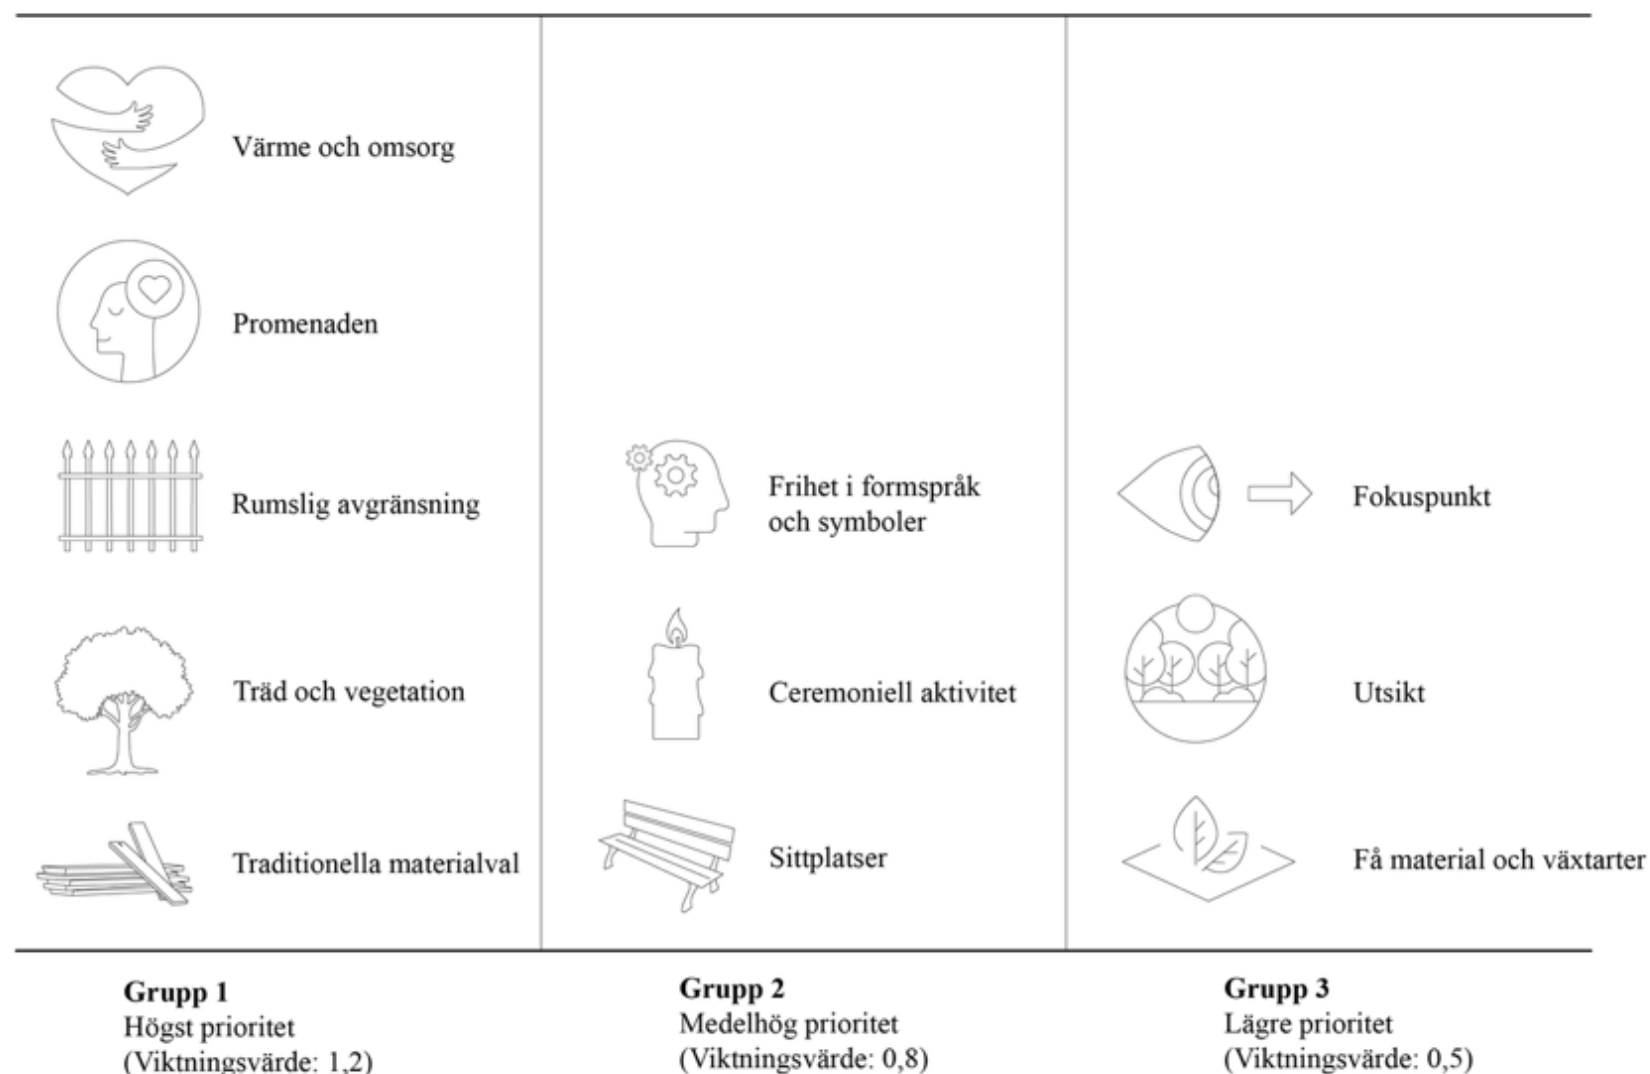 Värme och omsorg
Promenaden
Rumslig avgränsning
Träd och vegetation
Traditionella materialval
Frihet i formspråk
och symboler
Ceremoniell aktivitet
Sittplatser
Fokuspunkt
Utsikt
Få material och växtarter
Grupp 1
Högst prioritet
(Viktningsvärde: 1,2)
Grupp 2
Medelhög prioritet
(Viktningsvärde: 0,8)
Grupp 3
Lägre prioritet
(Viktningsvärde: 0,5)